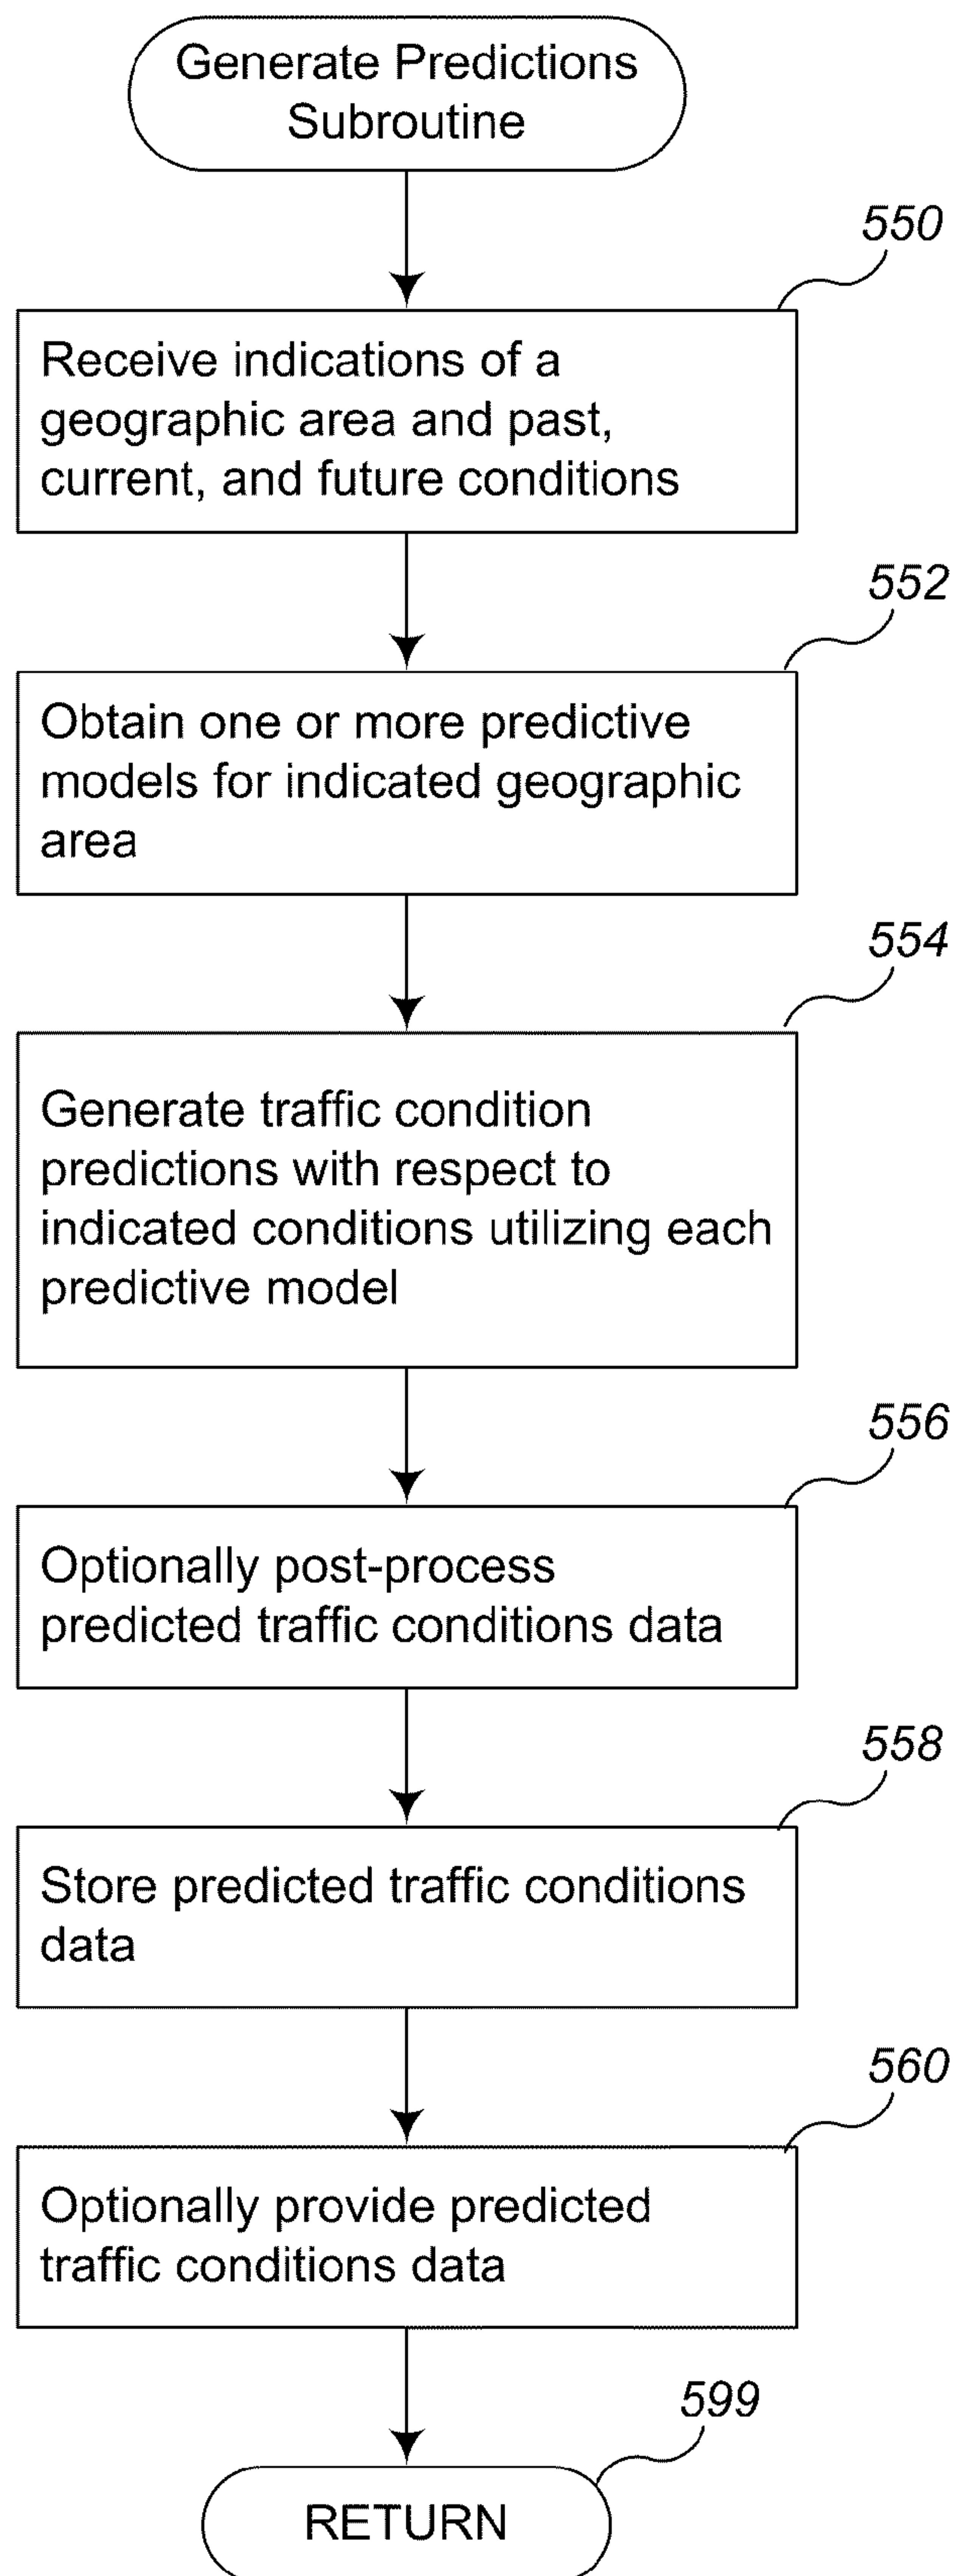 Generate Predictions
Subroutine
550
Receive indications of a
geographic area and past,
current, and future conditions
552
Obtain one or more predictive
models for indicated geographic
area
554
Generate traffic condition
predictions with respect to
indicated conditions utilizing each
predictive model
556
Optionally post-process
predicted traffic conditions data
558
Store predicted traffic conditions
data
560
Optionally provide predicted
traffic conditions data
599
RETURN